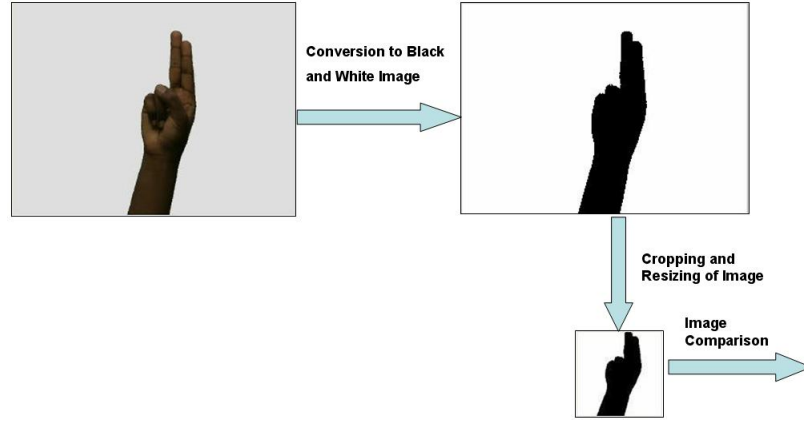 Conversion to Black
and White Image
Cropping and
Resizing of Image
Image
Comparison